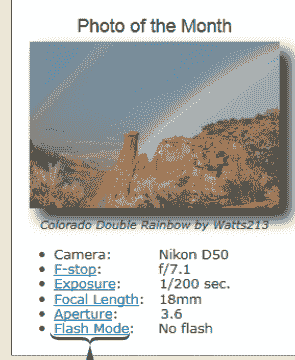 Photo of the Month
Colorado Double Rainbow by Watts213
Camera: Nikon D50
F-stop: f/7.1
Exposure: 1/200 sec.
Focal Length: 18mm
Aperture: 3.6
Flash Mode: No flash